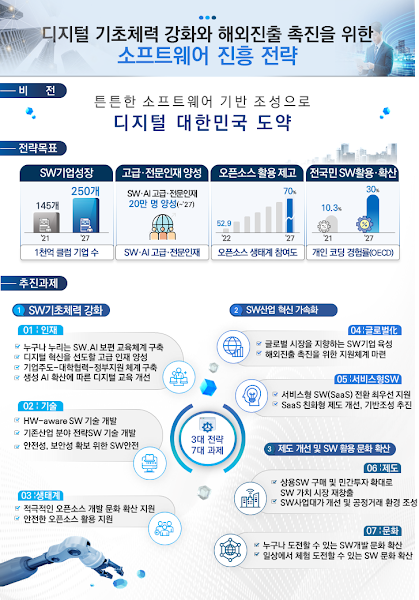 디지털 기초체력 강화와 해외진출 촉진을 위한
소프트웨어 진흥 전략
비 전
튼튼한 소프트웨어 기반 조성으로
디지털 대한민국 도약
전략목표
SW기업성장
145개
250개
'21
'27
1천억 클럽 기업 수
고급·전문인재 양성
SW·AI 고급·전문인재
20만 명 양성(~'27)
SW·AI 고급·전문인재
오픈소스 활용 제고
52.9
70%
'22
'27
오픈소스 생태계 참여도
전국민 SW활용·확산
10.3%
30%
'21
'27
개인 코딩 경험률(OECD)
추진과제
1 SW기초체력 강화
01 : 인재
누구나 누리는 SW.AI 보편 교육체계 구축
디지털 혁신을 선도할 고급 인재 양성
기업주도-대학협력-정부지원 체계 구축
생성 AI 확산에 따른 디지털 교육 개선
02 : 기술
HW-aware SW 기술 개발
기존산업 분야 전략SW 기술 개발
안전성, 보안성 확보 위한 SW안전
03 :생태계
적극적인 오픈소스 개발 문화 확산 지원
안전한 오픈소스 활용 지원
3대 전략
7대 과제
2 SW산업 혁신 가속화
04:글로벌化
글로벌 시장을 지향하는 SW기업 육성
해외진출 촉진을 위한 지원체계 마련
05 :서비스형SW
서비스형 SW(SaaS) 전환 최우선 지원
SaaS 친화형 제도 개선, 기반조성 추진
3 제도 개선 및 SW 활용 문화 확산
06 :제도
상용SW 구매 및 민간투자 확대로
SW 가치 시장 재창출
SW사업대가 개선 및 공정거래 환경 조성
07 : 문화
누구나 도전할 수 있는 SW개발 문화 확산
일상에서 체험 도전할 수 있는 SW 문화 확산